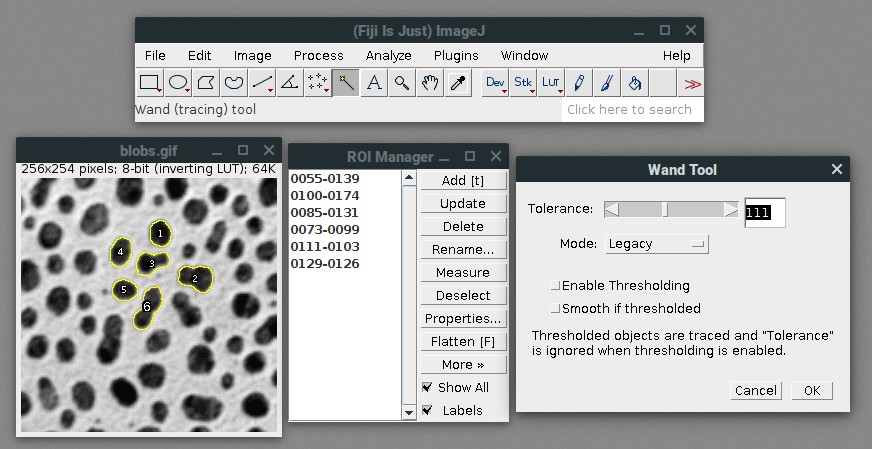 (Fiji Is Just) ImageJ
File Edit Image Process Analyze Plugins Window Help
A Dev Stk LUT >>
Wand (tracing) tool Click here to search
blobs.gif
256x254 pixels; 8-bit (inverting LUT); 64K
1
4
3
2
5
6
ROI Manager
0055-0139
0100-0174
0085-0131
0073-0099
0111-0103
0129-0126
Add [t]
Update
Delete
Rename...
Measure
Deselect
Properties...
Flatten [F]
More »
Show All
Labels
Wand Tool
Tolerance: 111
Mode: Legacy
Enable Thresholding
Smooth if thresholded
Thresholded objects are traced and "Tolerance"
is ignored when thresholding is enabled.
Cancel OK